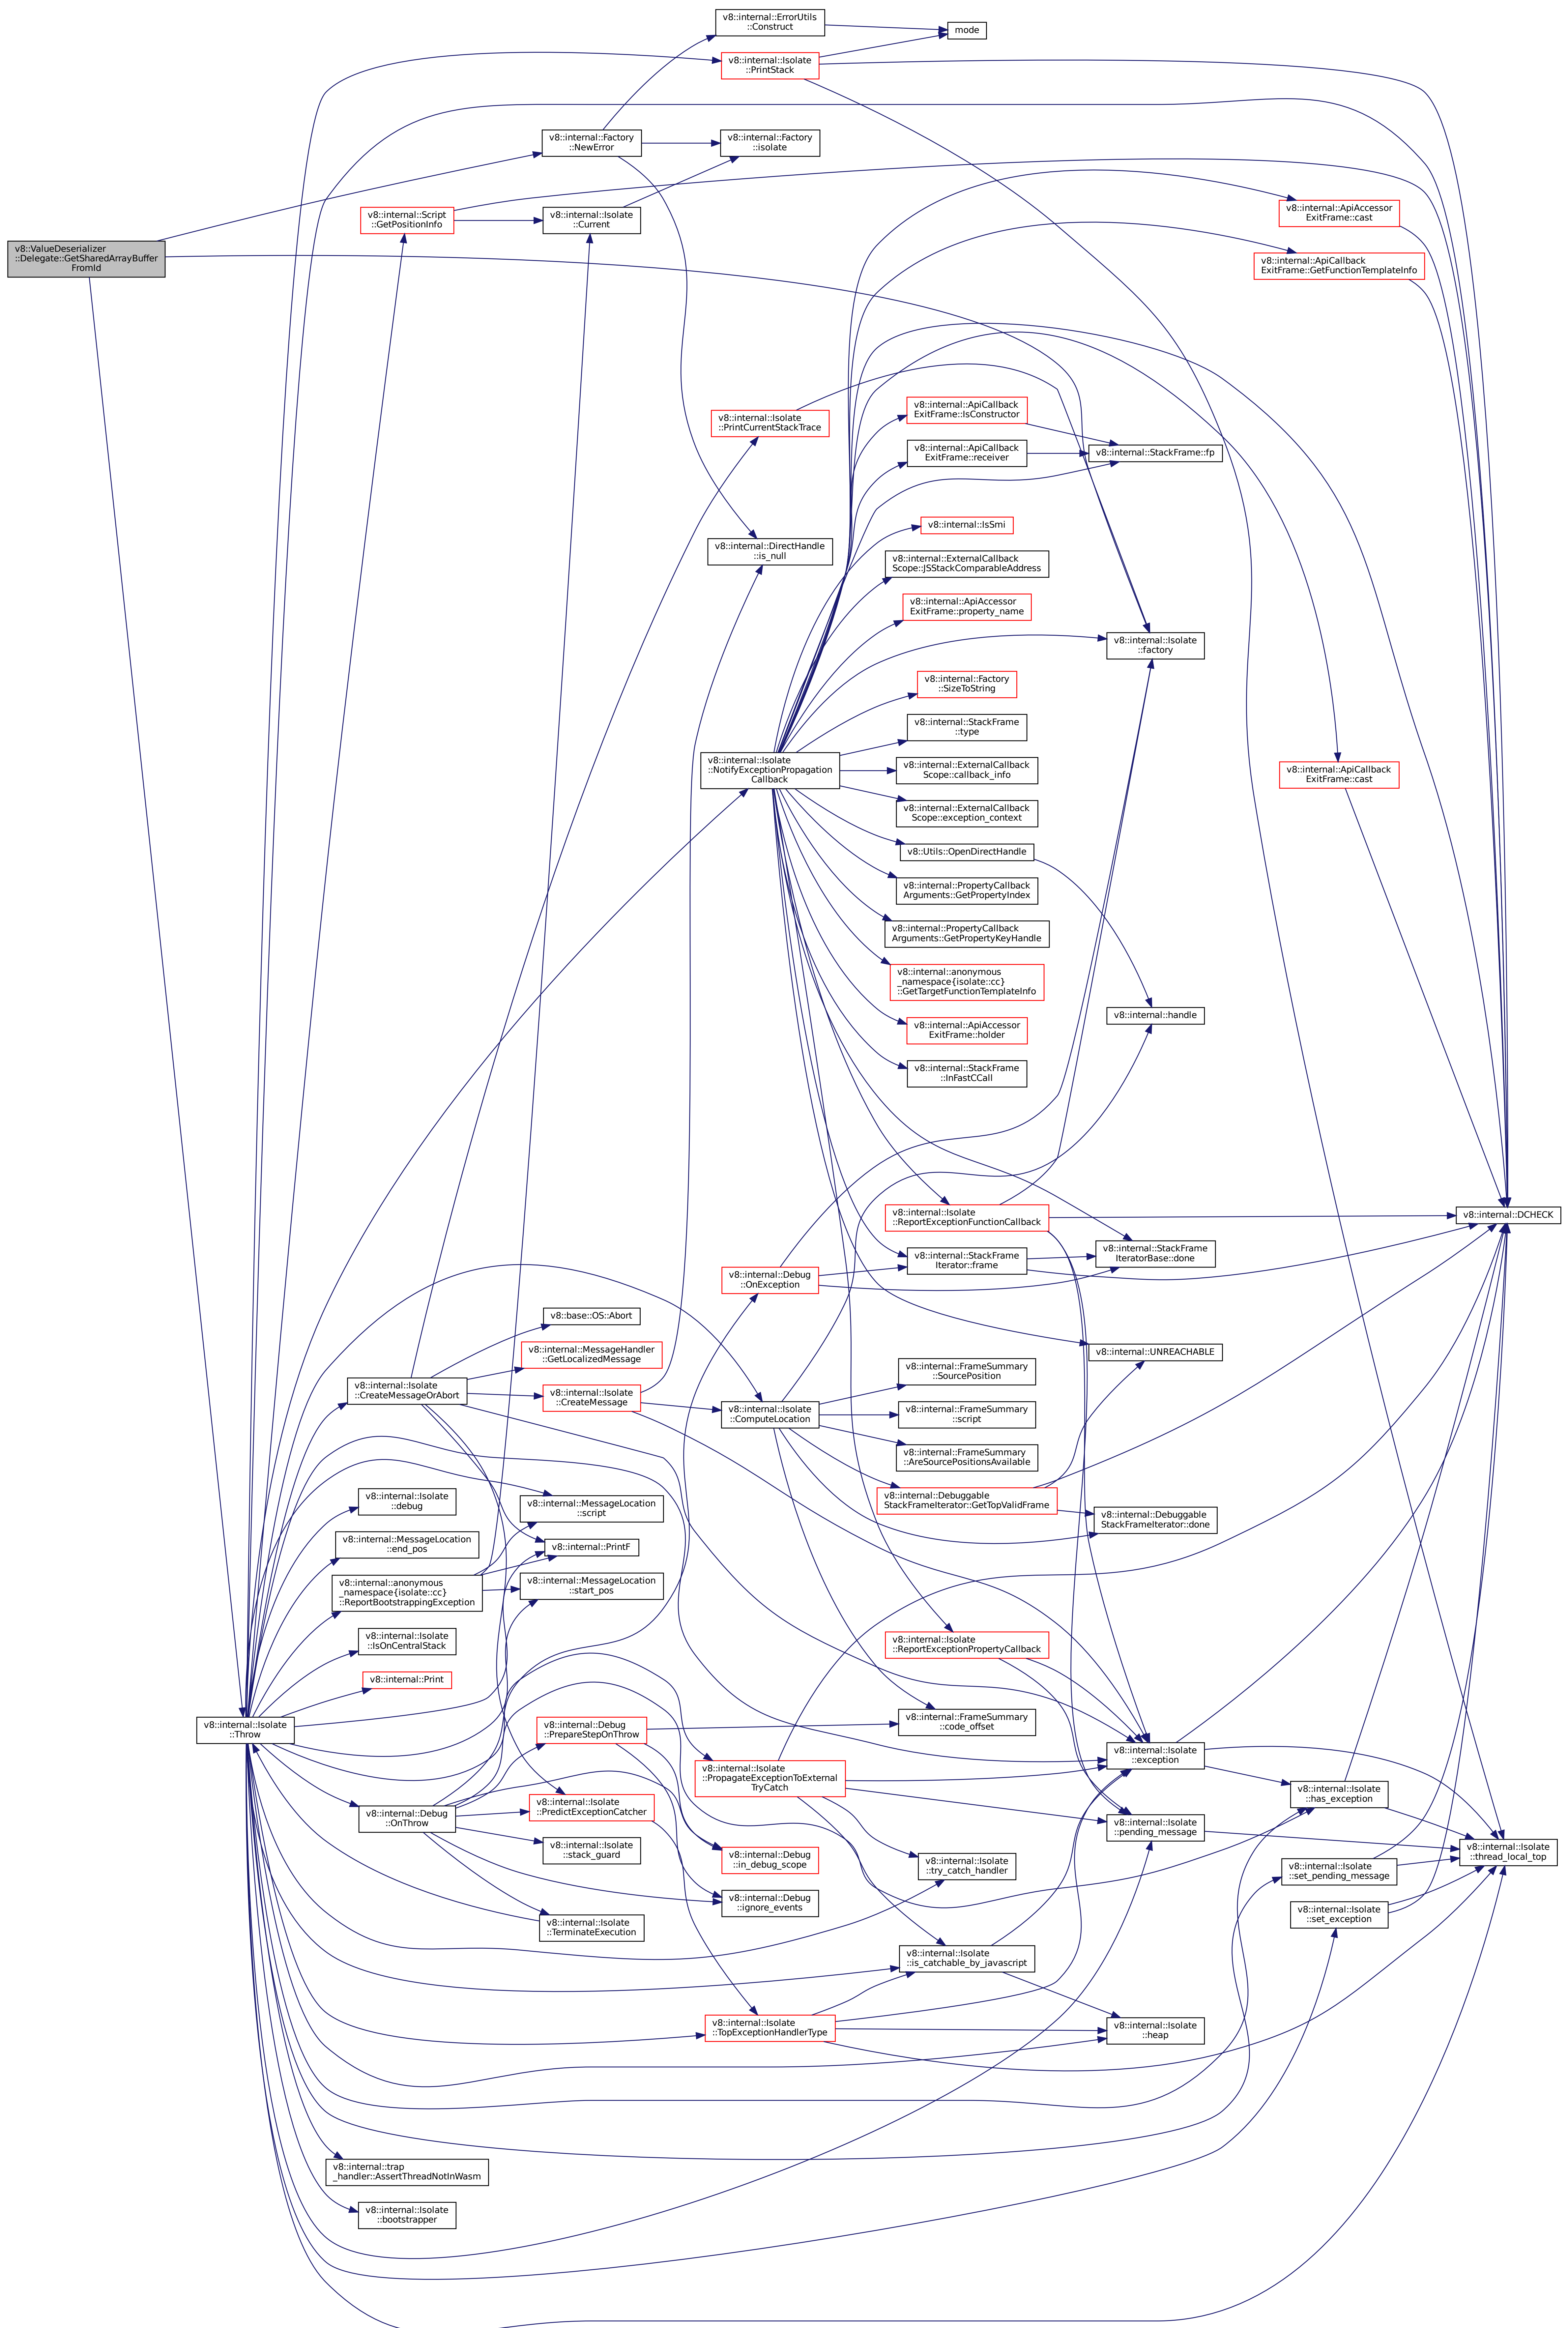 v8::internal::ErrorUtils
::Construct
mode
v8::internal::Isolate
::PrintStack
v8::internal::Factory
::NewError
v8::internal::Factory
::isolate
v8::internal::Script
::GetPositionInfo
v8::internal::Isolate
::Current
v8::internal::ApiAccessor
ExitFrame::cast
v8::ValueDeserializer
::Delegate::GetSharedArrayBuffer
FromId
v8::internal::ApiCallback
ExitFrame::GetFunctionTemplateInfo
v8::internal::Isolate
::PrintCurrentStackTrace
v8::internal::ApiCallback
ExitFrame::IsConstructor
v8::internal::ApiCallback
ExitFrame::receiver
v8::internal::StackFrame::fp
v8::internal::IsSmi
v8::internal::DirectHandle
::is_null
v8::internal::ExternalCallback
Scope::JSStackComparableAddress
v8::internal::ApiAccessor
ExitFrame::property_name
v8::internal::Isolate
::factory
v8::internal::Factory
::SizeToString
v8::internal::StackFrame
::type
v8::internal::Isolate
::NotifyExceptionPropagation
Callback
v8::internal::ExternalCallback
Scope::callback_info
v8::internal::ApiCallback
ExitFrame::cast
v8::internal::ExternalCallback
Scope::exception_context
v8::Utils::OpenDirectHandle
v8::internal::PropertyCallback
Arguments::GetPropertyIndex
v8::internal::PropertyCallback
Arguments::GetPropertyKeyHandle
v8::internal::anonymous
_namespace{isolate::cc}
::GetTargetFunctionTemplateInfo
v8::internal::handle
v8::internal::ApiAccessor
ExitFrame::holder
v8::internal::StackFrame
::InFastCCall
v8::internal::Isolate
::ReportExceptionFunctionCallback
v8::internal::DCHECK
v8::internal::StackFrame
Iterator::frame
v8::internal::StackFrame
IteratorBase::done
v8::internal::Debug
::OnException
v8::base::OS::Abort
v8::internal::MessageHandler
::GetLocalizedMessage
v8::internal::UNREACHABLE
v8::internal::Isolate
::CreateMessageOrAbort
v8::internal::Isolate
::CreateMessage
v8::internal::FrameSummary
::SourcePosition
v8::internal::Isolate
::ComputeLocation
v8::internal::FrameSummary
::script
v8::internal::FrameSummary
::AreSourcePositionsAvailable
v8::internal::Isolate
::debug
v8::internal::MessageLocation
::script
v8::internal::Debuggable
StackFrameIterator::GetTopValidFrame
v8::internal::Debuggable
StackFrameIterator::done
v8::internal::MessageLocation
::end_pos
v8::internal::PrintF
v8::internal::anonymous
_namespace{isolate::cc}
::ReportBootstrappingException
v8::internal::MessageLocation
::start_pos
v8::internal::Isolate
::IsOnCentralStack
v8::internal::Isolate
::ReportExceptionPropertyCallback
v8::internal::Print
v8::internal::Isolate
::Throw
v8::internal::Debug
::PrepareStepOnThrow
v8::internal::FrameSummary
::code_offset
v8::internal::Isolate
::exception
v8::internal::Isolate
::PropagateExceptionToExternal
TryCatch
v8::internal::Isolate
::has_exception
v8::internal::Debug
::OnThrow
v8::internal::Isolate
::PredictExceptionCatcher
v8::internal::Isolate
::pending_message
v8::internal::Isolate
::stack_guard
v8::internal::Debug
::in_debug_scope
v8::internal::Isolate
::try_catch_handler
v8::internal::Isolate
::set_pending_message
v8::internal::Isolate
::thread_local_top
v8::internal::Debug
::ignore_events
v8::internal::Isolate
::set_exception
v8::internal::Isolate
::TerminateExecution
v8::internal::Isolate
::is_catchable_by_javascript
v8::internal::Isolate
::TopExceptionHandlerType
v8::internal::Isolate
::heap
v8::internal::trap
_handler::AssertThreadNotInWasm
v8::internal::Isolate
::bootstrapper